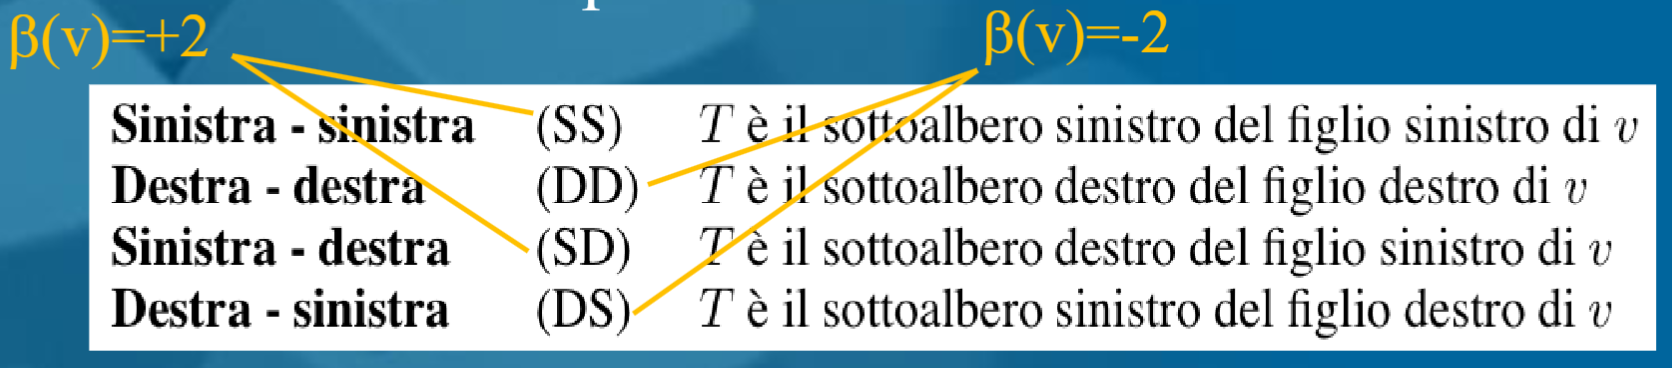 β(v)=+2 β(v)=-2
Sinistra - sinistra (SS) T è il sottoalbero sinistro del figlio sinistro di v
Destra - destra (DD) T è il sottoalbero destro del figlio destro di v
Sinistra - destra (SD) T è il sottoalbero destro del figlio sinistro di v
Destra - sinistra (DS) T è il sottoalbero sinistro del figlio destro di v